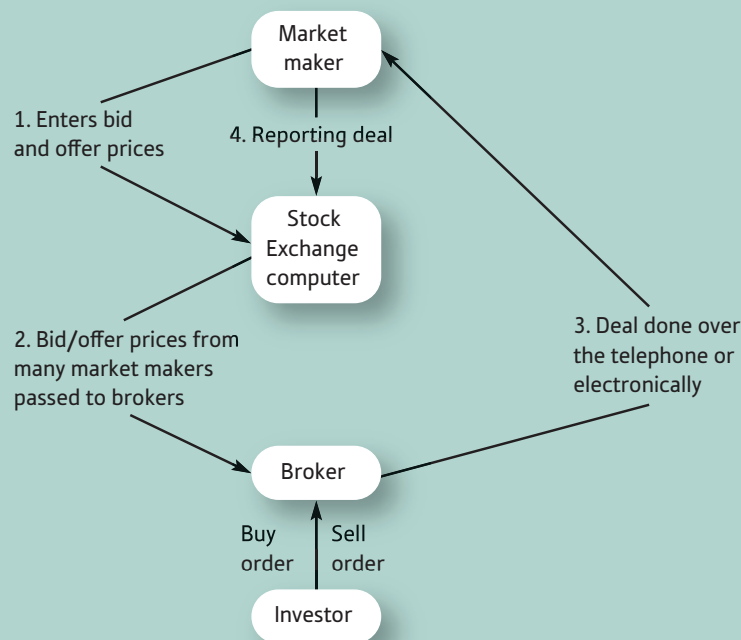 Market
maker
1. Enters bid
and offer prices
4. Reporting deal
Stock
Exchange
computer
2. Bid/offer prices from
many market makers
passed to brokers
3. Deal done over
the telephone or
electronically
Broker
Buy
order
Sell
order
Investor